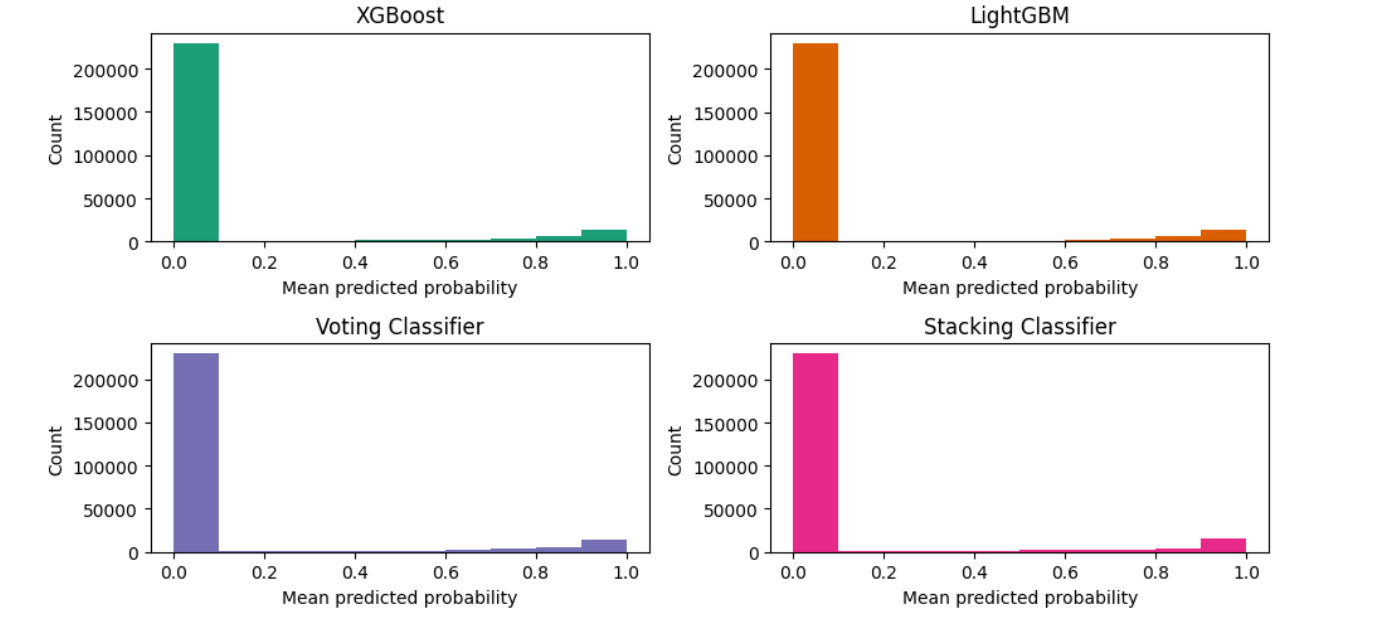 XGBoost
200000
150000
100000
50000
0
Count
0.0 0.2 0.4 0.6 0.8 1.0
Mean predicted probability
LightGBM
200000
150000
100000
50000
0
Count
0.0 0.2 0.4 0.6 0.8 1.0
Mean predicted probability
Voting Classifier
200000
150000
100000
50000
0
Count
0.0 0.2 0.4 0.6 0.8 1.0
Mean predicted probability
Stacking Classifier
200000
150000
100000
50000
0
Count
0.0 0.2 0.4 0.6 0.8 1.0
Mean predicted probability